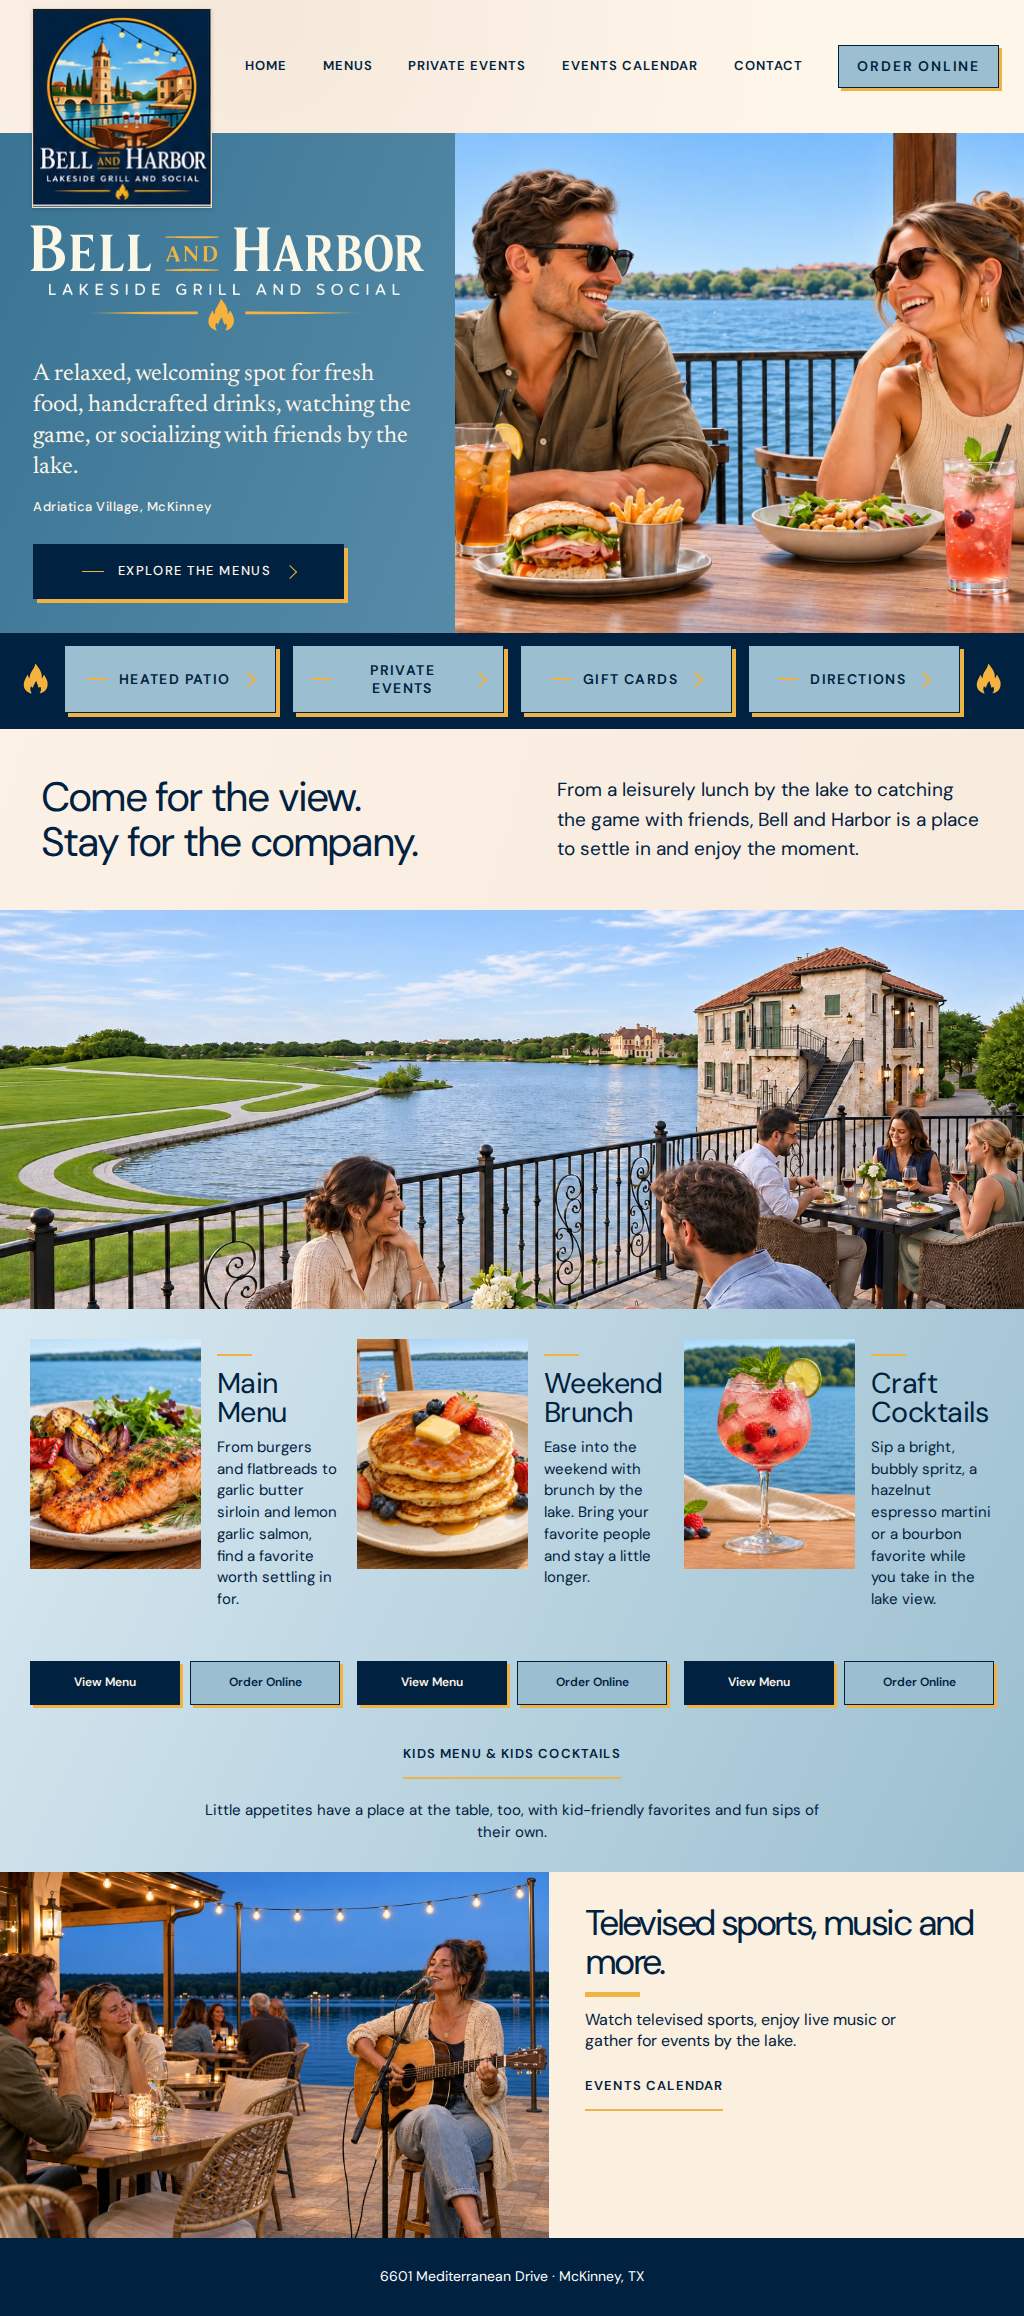 BELL AND HARBOR
LAKESIDE GRILL AND SOCIAL
HOME
MENUS
PRIVATE EVENTS
EVENTS CALENDAR
CONTACT
ORDER ONLINE
BELL AND HARBOR
LAKESIDE GRILL AND SOCIAL
A relaxed, welcoming spot for fresh
food, handcrafted drinks, watching the
game, or socializing with friends by the
lake.
Adriatica Village, McKinney
EXPLORE THE MENUS
HEATED PATIO
PRIVATE
EVENTS
GIFT CARDS
DIRECTIONS
Come for the view.
Stay for the company.
From a leisurely lunch by the lake to catching
the game with friends, Bell and Harbor is a place
to settle in and enjoy the moment.
Main
Menu
From burgers
and flatbreads to
garlic butter
sirloin and lemon
garlic salmon,
find a favorite
worth settling in
for.
View Menu
Order Online
Weekend
Brunch
Ease into the
weekend with
brunch by the
lake. Bring your
favorite people
and stay a little
longer.
View Menu
Order Online
Craft
Cocktails
Sip a bright,
bubbly spritz, a
hazelnut
espresso martini
or a bourbon
favorite while
you take in the
lake view.
View Menu
Order Online
KIDS MENU & KIDS COCKTAILS
Little appetites have a place at the table, too, with kid-friendly favorites and fun sips of
their own.
Televised sports, music and
more.
Watch televised sports, enjoy live music or
gather for events by the lake.
EVENTS CALENDAR
6601 Mediterranean Drive · McKinney, TX